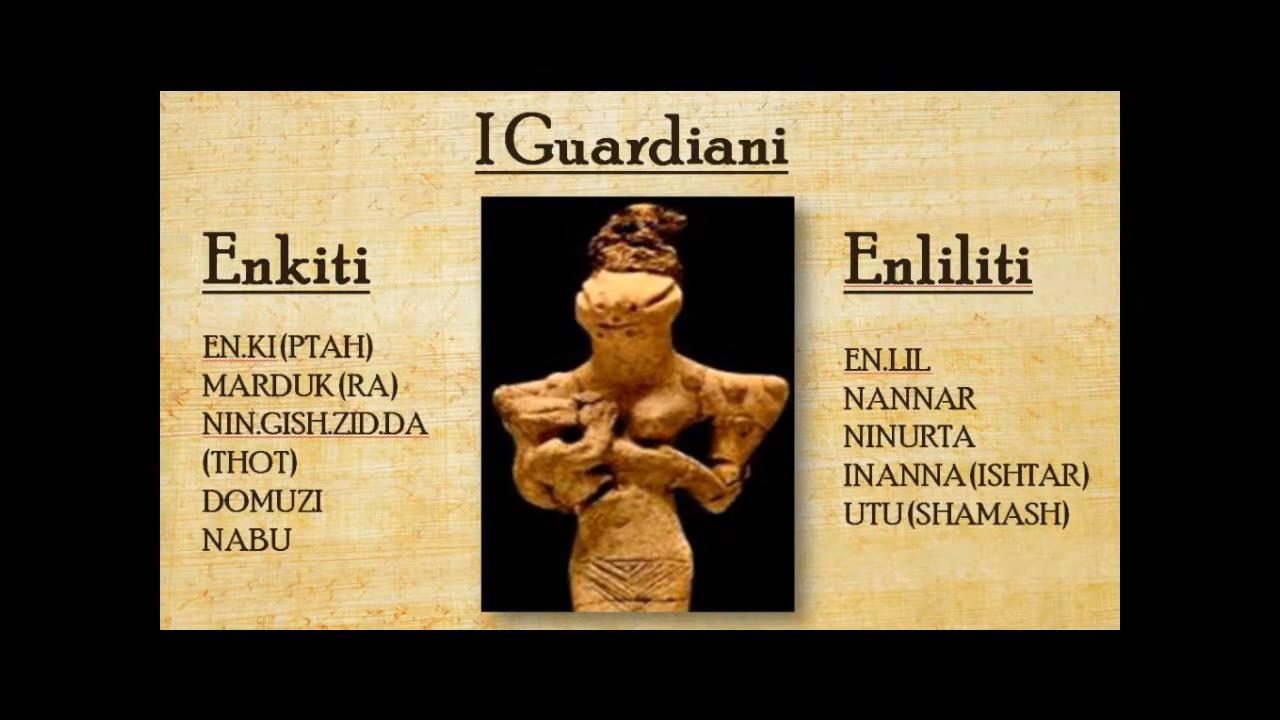 I Guardiani
Enkiti
EN.KI (PTAH)
MARDUK (RA)
NIN.GISH.ZID.DA
(THOT)
DOMUZI
NABU
Enliliti
EN.LIL
NANNAR
NINURTA
INANNA (ISHTAR)
UTU (SHAMASH)